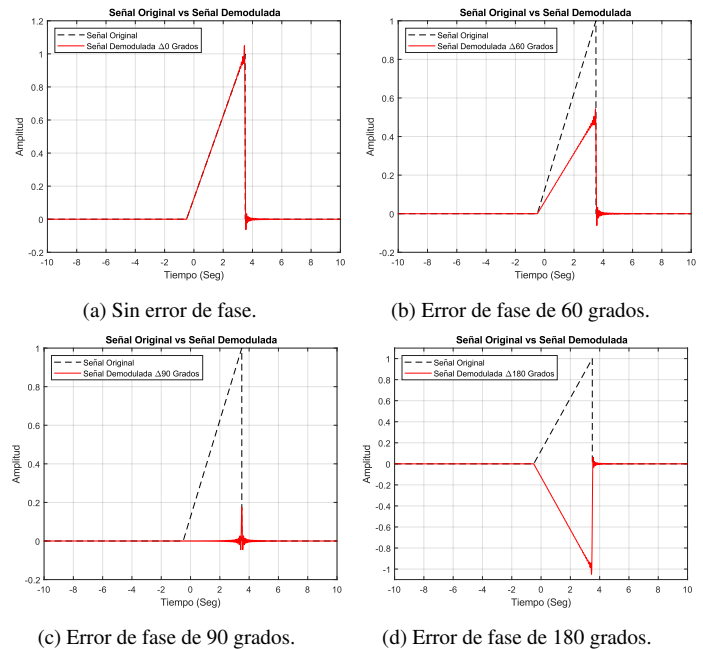 Señal Original vs Señal Demodulada
Señal Original
Señal Demodulada Δ0 Grados
Amplitud
1.2
1
0.8
0.6
0.4
0.2
0
-0.2
-10 -8 -6 -4 -2 0 2 4 6 8 10
Tiempo (Seg)
(a) Sin error de fase.
Señal Original vs Señal Demodulada
Señal Original
Señal Demodulada Δ60 Grados
Amplitud
1
0.8
0.6
0.4
0.2
0
-0.2
-10 -8 -6 -4 -2 0 2 4 6 8 10
Tiempo (Seg)
(b) Error de fase de 60 grados.
Señal Original vs Señal Demodulada
Señal Original
Señal Demodulada Δ90 Grados
Amplitud
1
0.8
0.6
0.4
0.2
0
-0.2
-10 -8 -6 -4 -2 0 2 4 6 8 10
Tiempo (Seg)
(c) Error de fase de 90 grados.
Señal Original vs Señal Demodulada
Señal Original
Señal Demodulada Δ180 Grados
Amplitud
1
0.8
0.6
0.4
0.2
0
-0.2
-0.4
-0.6
-0.8
-1
-10 -8 -6 -4 -2 0 2 4 6 8 10
Tiempo (Seg)
(d) Error de fase de 180 grados.